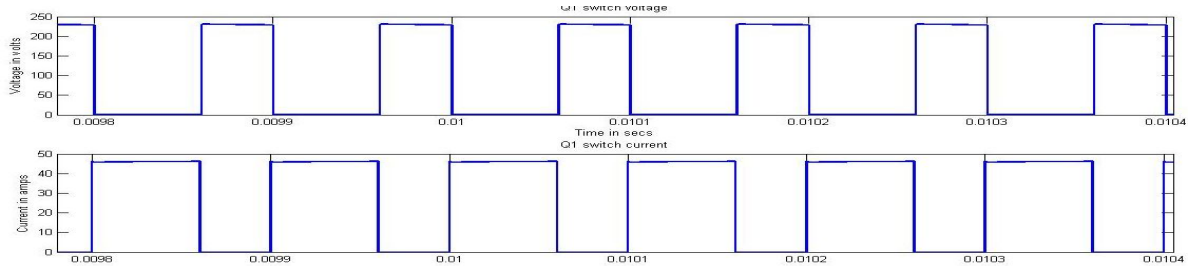 Q1 switch voltage
Voltage in volts
250
200
150
100
50
0
0.0098 0.0099 0.01 0.0101 0.0102 0.0103 0.0104
Time in secs
Q1 switch current
Current in amps
50
40
30
20
10
0
0.0098 0.0099 0.01 0.0101 0.0102 0.0103 0.0104